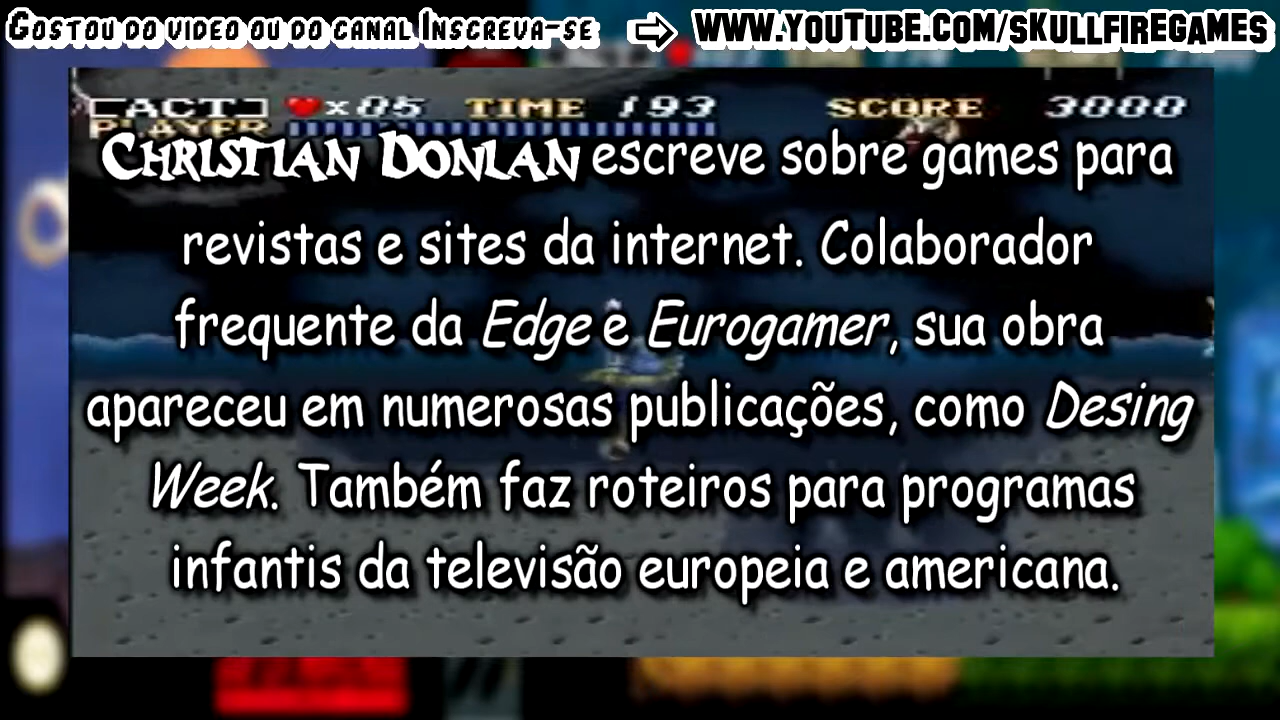 Gostou do video ou do canal Inscreva-se ⇨ www.YouTube.com/skullfiregames
ACT ♥x05 TIME 193 SCORE 3000
PLAYER
Christian Donlan escreve sobre games para
revistas e sites da internet. Colaborador
frequente da Edge e Eurogamer, sua obra
apareceu em numerosas publicações, como Desing
Week. Também faz roteiros para programas
infantis da televisão europeia e americana.